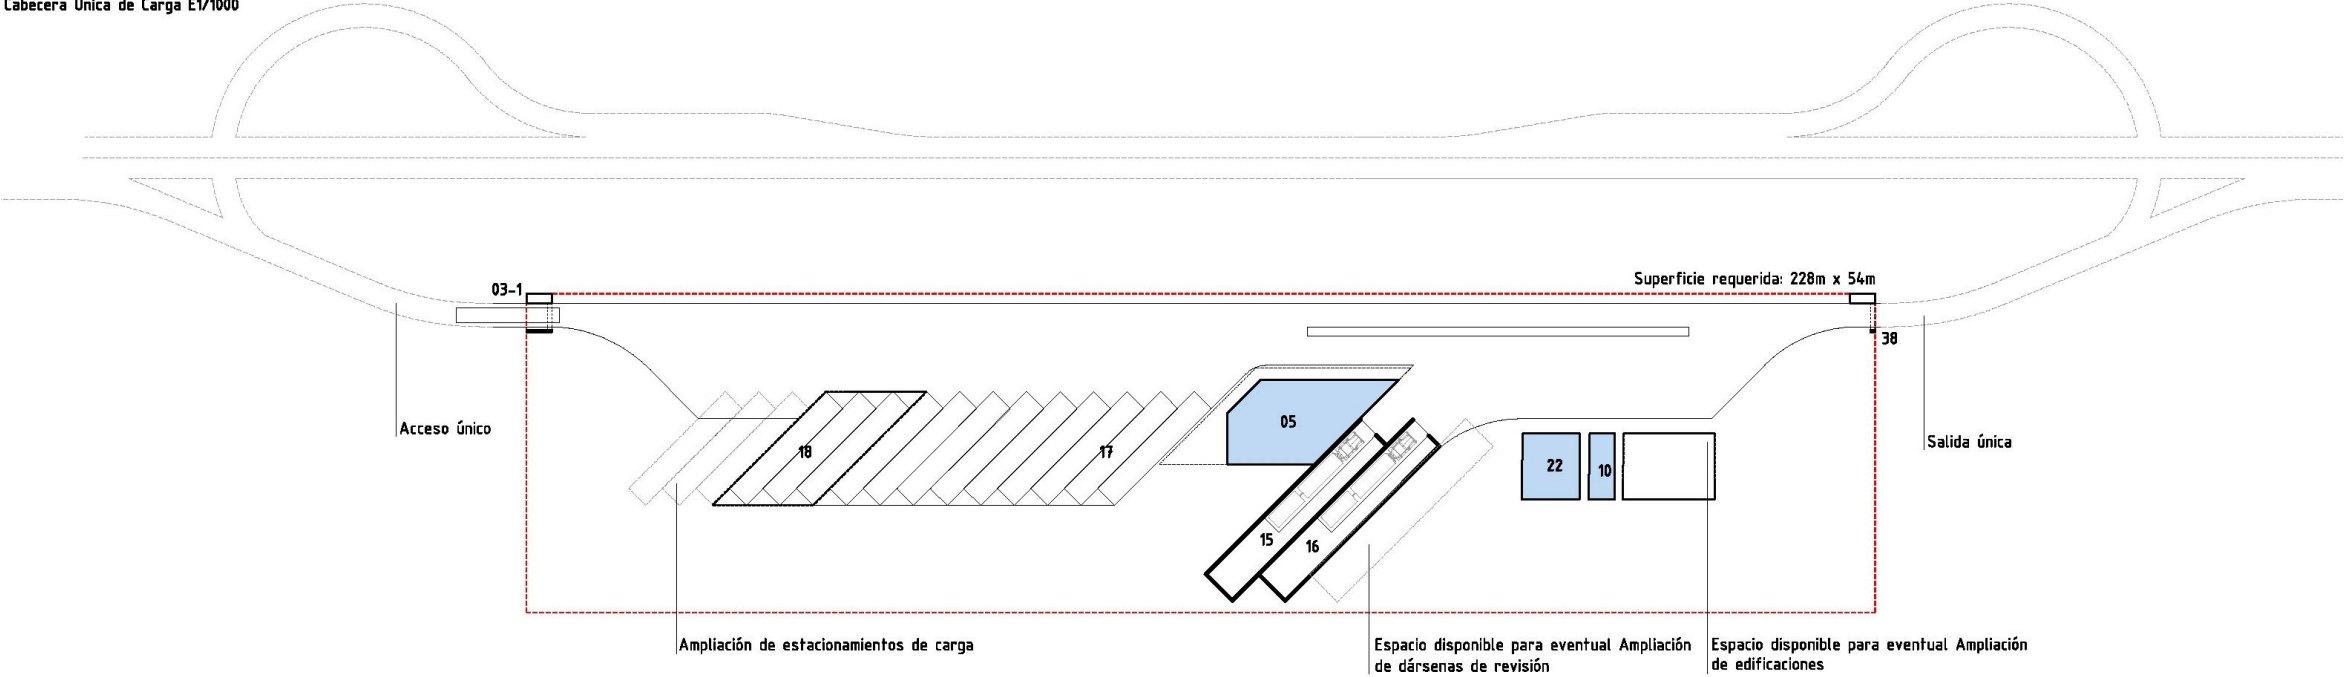 Cabecera Única de Carga E1/1000
Superficie requerida: 228m x 54m
03-1
38
Acceso único
05
18
17
22
10
Salida única
15
16
Ampliación de estacionamientos de carga
Espacio disponible para eventual Ampliación
de dársenas de revisión
Espacio disponible para eventual Ampliación
de edificaciones